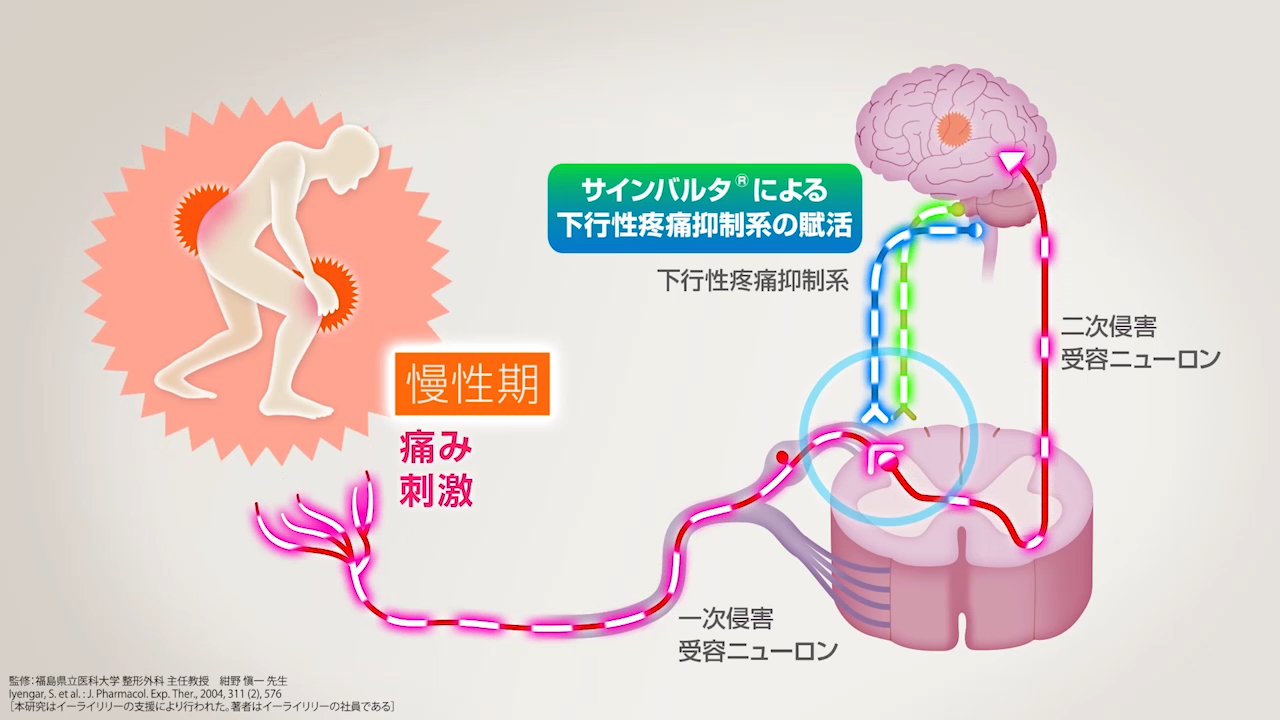 サインバルタ®による
下行性疼痛抑制系の賦活
下行性疼痛抑制系
二次侵害
受容ニューロン
慢性期
痛み
刺激
一次侵害
受容ニューロン
監修：福島県立医科大学 整形外科 主任教授　紺野 愼一 先生
Iyengar, S. et al. : J. Pharmacol. Exp. Ther., 2004, 311 (2), 576
［本研究はイーライリリーの支援により行われた。著者はイーライリリーの社員である］